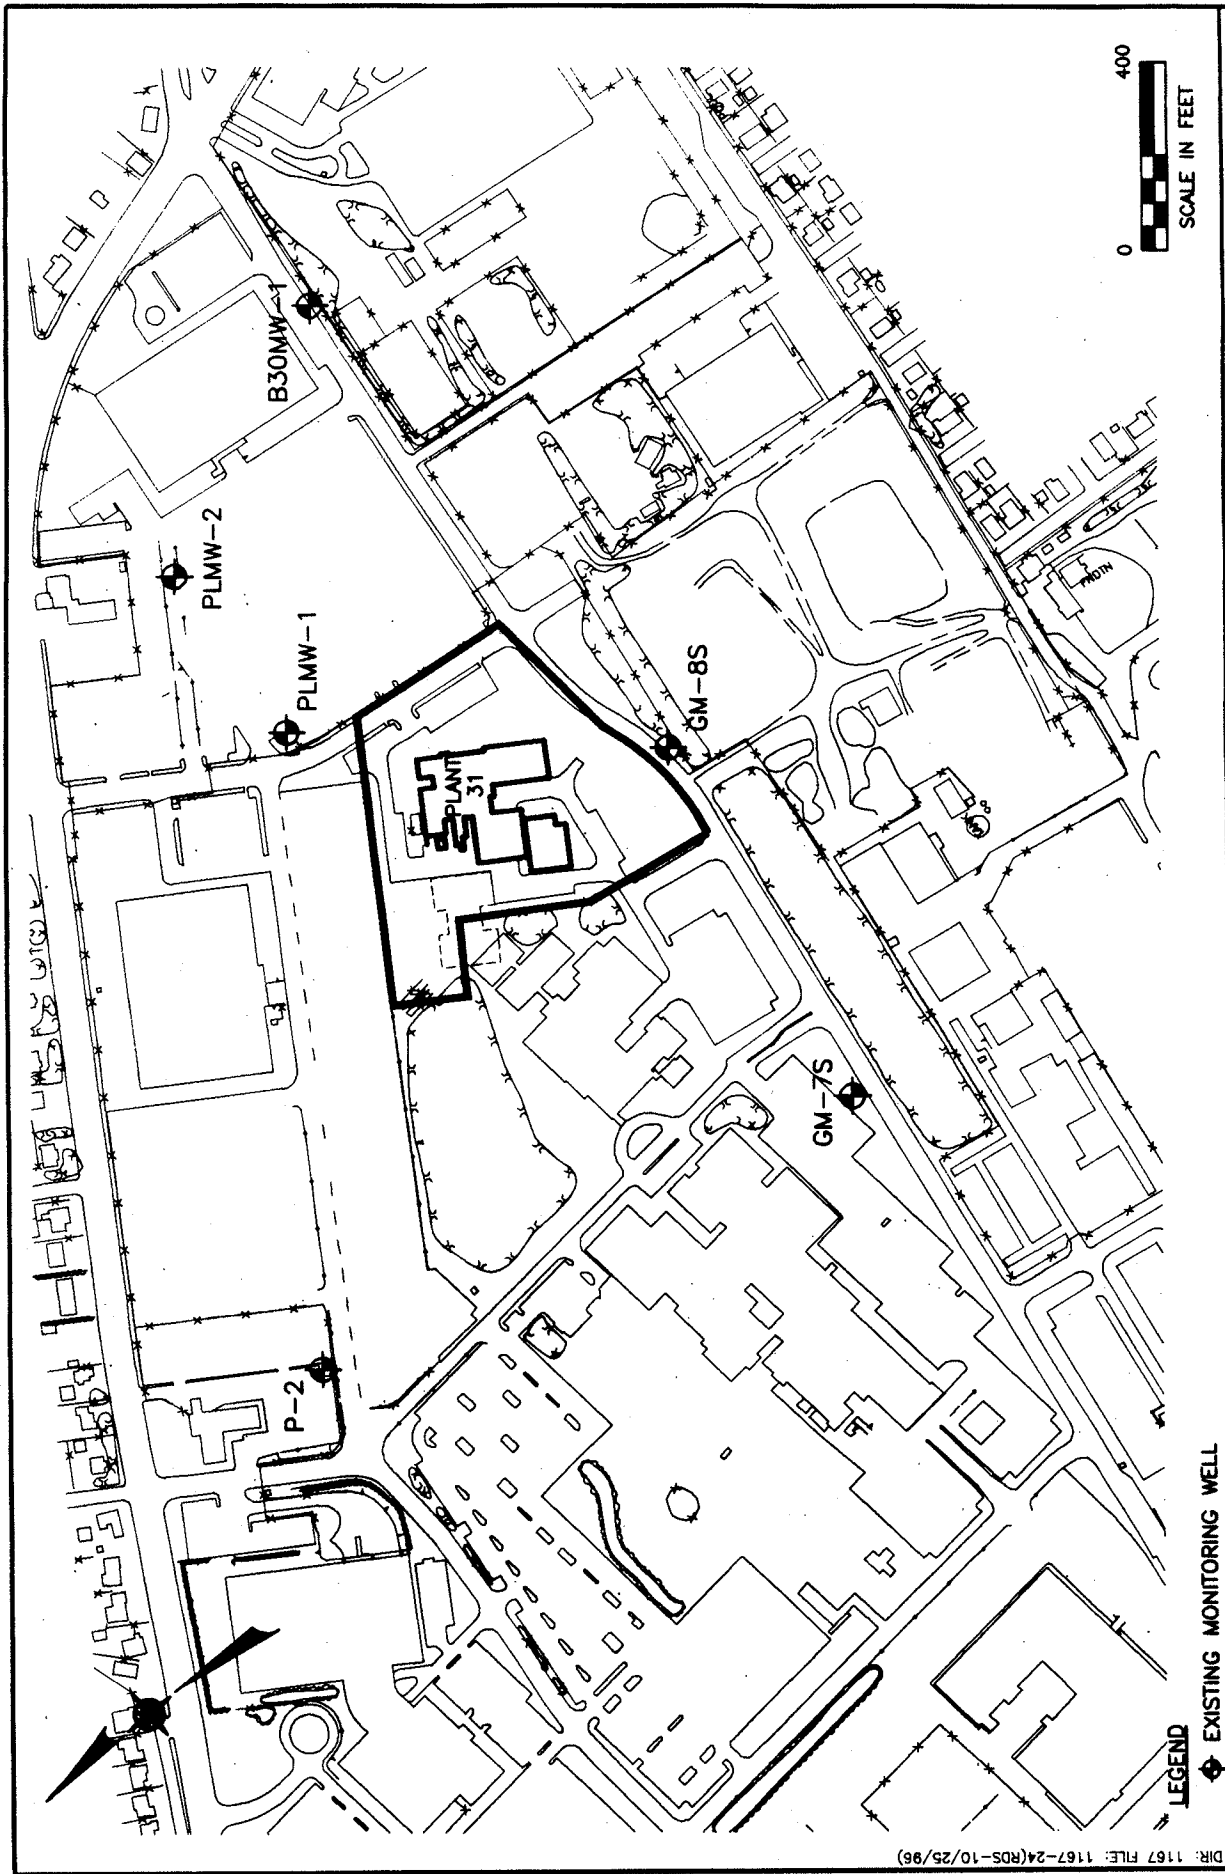 B30MW-1
PLMW-2
PLMW-1
GM-8S
PLANT
31
GM-7S
P-2
0
400
SCALE IN FEET
LEGEND
EXISTING MONITORING WELL
DIR: 1167 FILE: 1167-24(RDS-10/25/96)